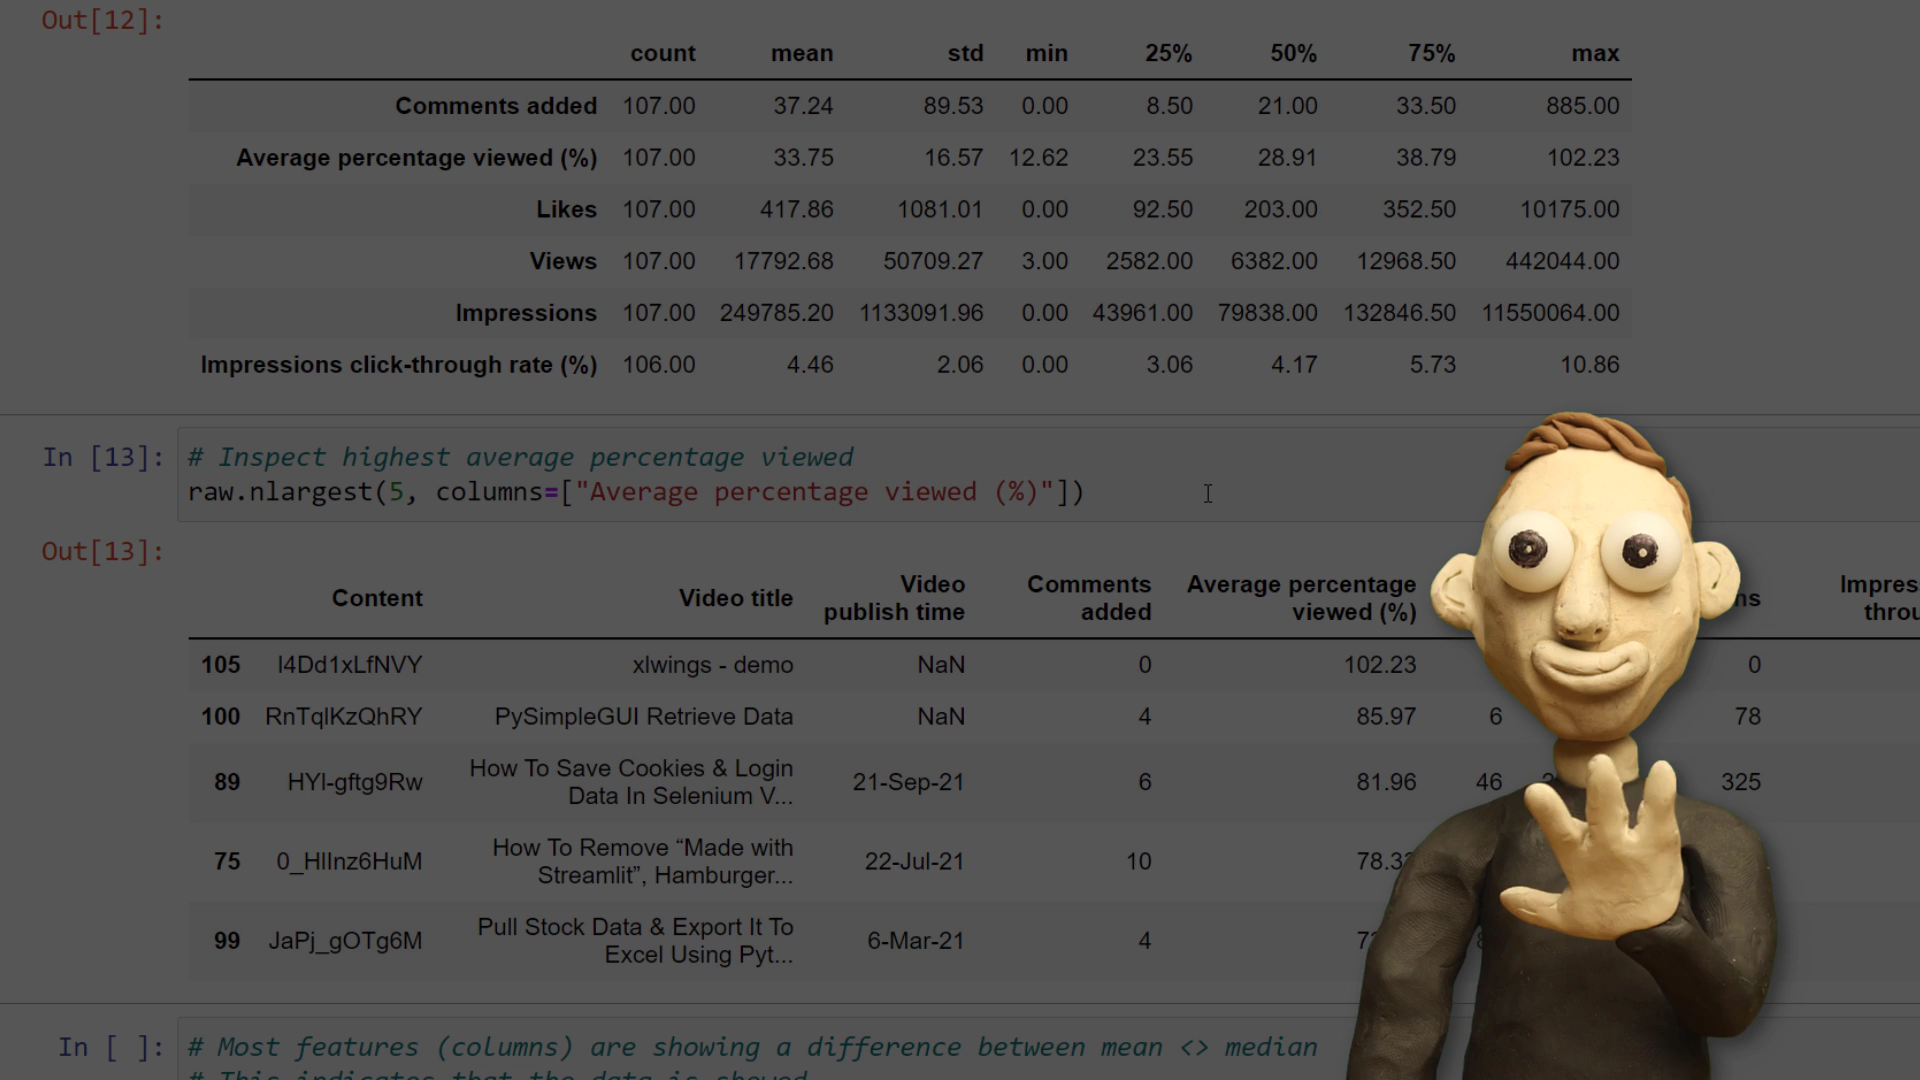 Out[12]:
count mean std min 25% 50% 75% max
Comments added 107.00 37.24 89.53 0.00 8.50 21.00 33.50 885.00
Average percentage viewed (%) 107.00 33.75 16.57 12.62 23.55 28.91 38.79 102.23
Likes 107.00 417.86 1081.01 0.00 92.50 203.00 352.50 10175.00
Views 107.00 17792.68 50709.27 3.00 2582.00 6382.00 12968.50 442044.00
Impressions 107.00 249785.20 1133091.96 0.00 43961.00 79838.00 132846.50 11550064.00
Impressions click-through rate (%) 106.00 4.46 2.06 0.00 3.06 4.17 5.73 10.86
In [13]: # Inspect highest average percentage viewed
raw.nlargest(5, columns=["Average percentage viewed (%)"])
Out[13]:
Content Video title Video publish time Comments added Average percentage viewed (%)
105 I4Dd1xLfNVY xlwings - demo NaN 0 102.23 0
100 RnTqlKzQhRY PySimpleGUI Retrieve Data NaN 4 85.97 6 78
89 HYl-gftg9Rw How To Save Cookies & Login
Data In Selenium V... 21-Sep-21 6 81.96 46 325
75 0_HIlnz6HuM How To Remove “Made with
Streamlit”, Hamburger... 22-Jul-21 10
99 JaPj_gOTg6M Pull Stock Data & Export It To
Excel Using Pyt... 6-Mar-21 4
In [ ]: # Most features (columns) are showing a difference between mean <> median
# This indicates that the data is skewed